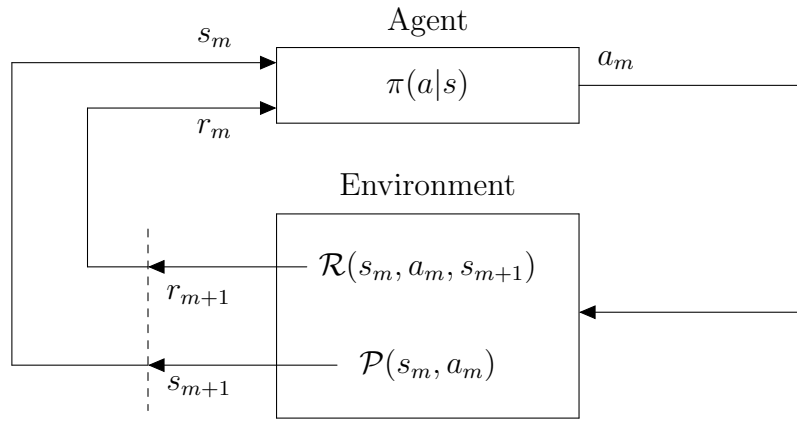 Agent
s_m
π(a|s)
a_m
r_m
Environment
R(s_m, a_m, s_{m+1})
r_{m+1}
P(s_m, a_m)
s_{m+1}